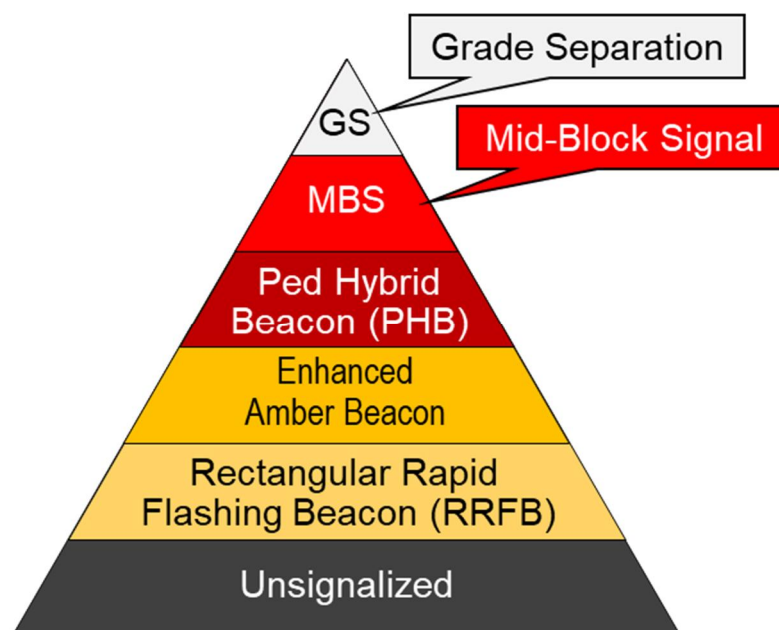 Grade Separation
GS
Mid-Block Signal
MBS
Ped Hybrid
Beacon (PHB)
Enhanced
Amber Beacon
Rectangular Rapid
Flashing Beacon (RRFB)
Unsignalized